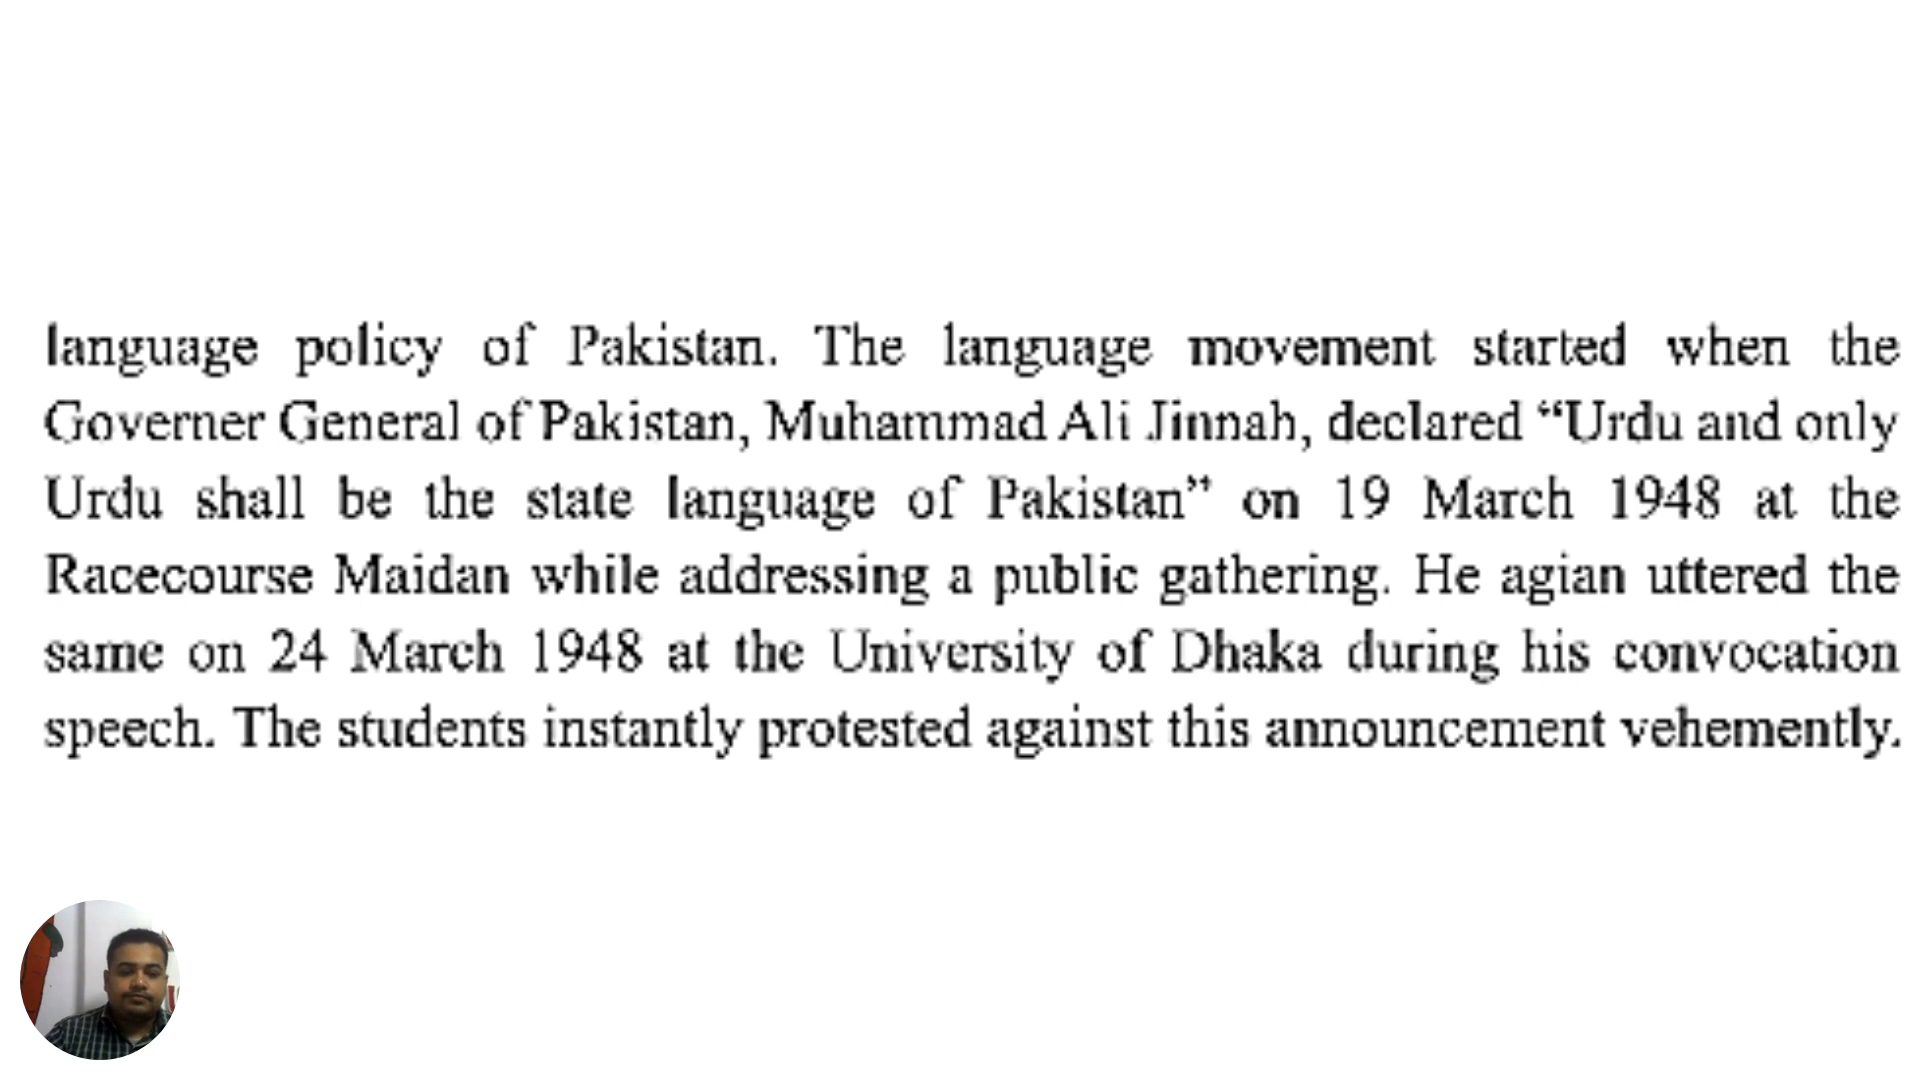 language policy of Pakistan. The language movement started when the
Governer General of Pakistan, Muhammad Ali Jinnah, declared “Urdu and only
Urdu shall be the state language of Pakistan” on 19 March 1948 at the
Racecourse Maidan while addressing a public gathering. He agian uttered the
same on 24 March 1948 at the University of Dhaka during his convocation
speech. The students instantly protested against this announcement vehemently.